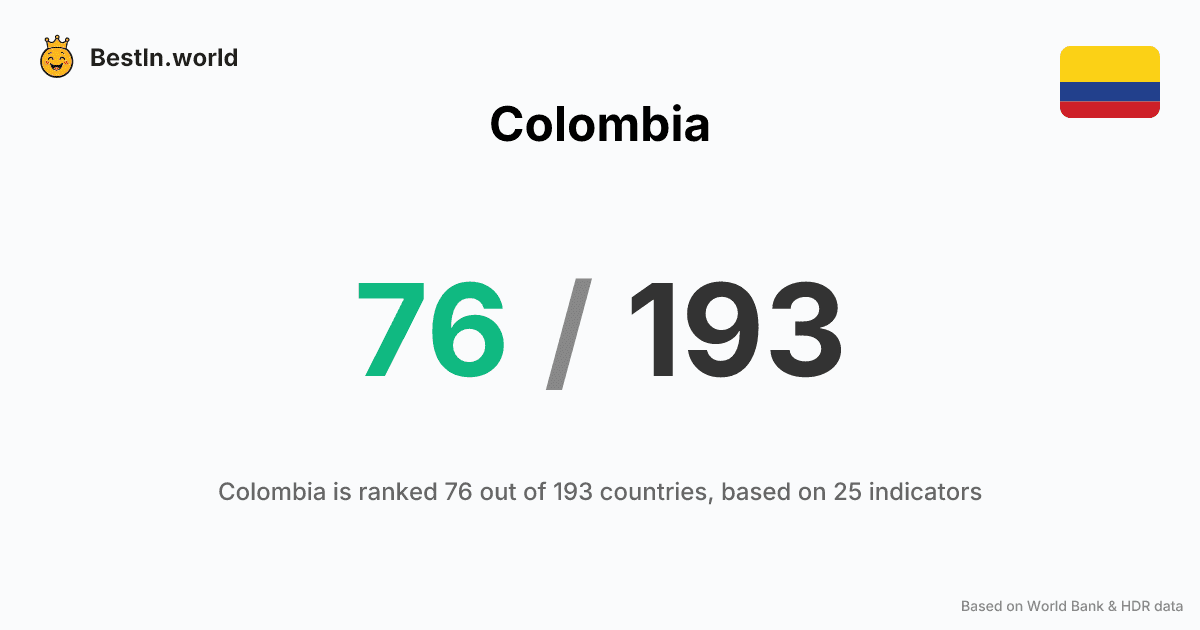 BestIn.world
Colombia
76 / 193
Colombia is ranked 76 out of 193 countries, based on 25 indicators
Based on World Bank & HDR data